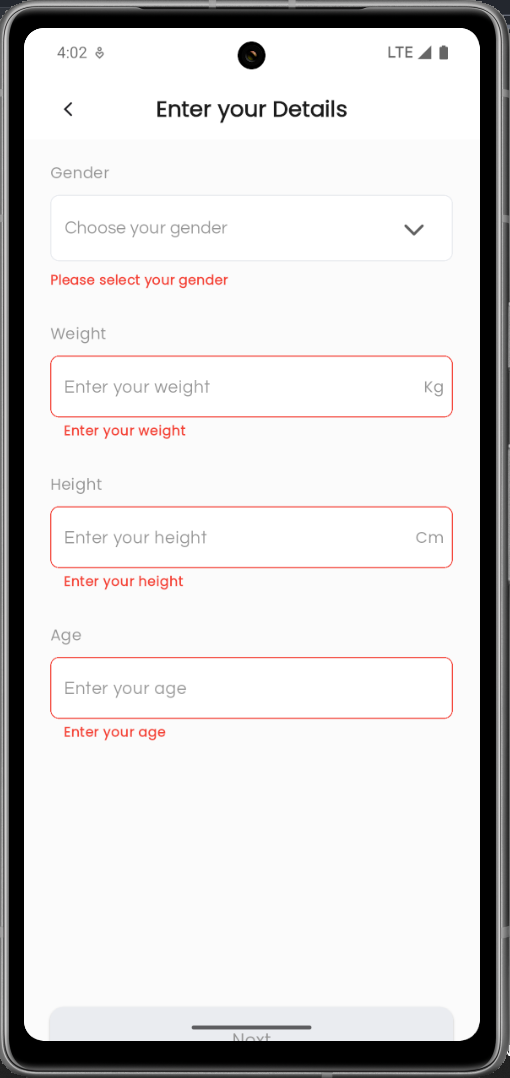 4:02 LTE
Enter your Details
Gender
Choose your gender
Please select your gender
Weight
Enter your weight Kg
Enter your weight
Height
Enter your height Cm
Enter your height
Age
Enter your age
Enter your age
Next